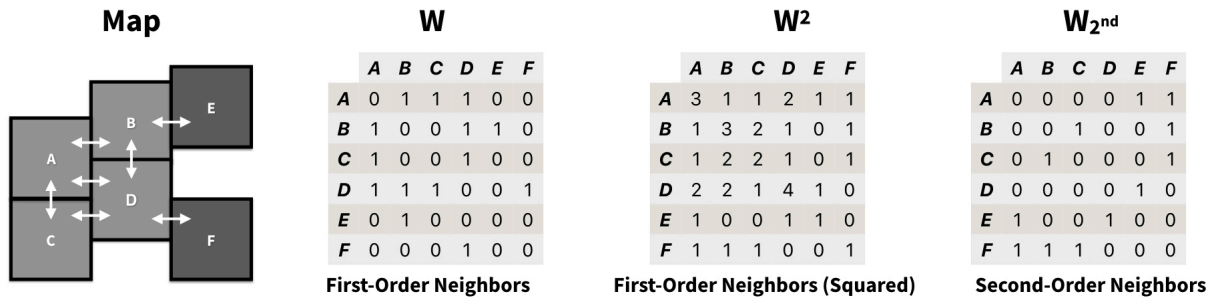 Map
W
W²
W₂ⁿᵈ
A
B
C
D
E
F
A B C D E F
A 0 1 1 1 0 0
B 1 0 0 1 1 0
C 1 0 0 1 0 0
D 1 1 1 0 0 1
E 0 1 0 0 0 0
F 0 0 0 1 0 0
First-Order Neighbors
A B C D E F
A 3 1 1 2 1 1
B 1 3 2 1 0 1
C 1 2 2 1 0 1
D 2 2 1 4 1 0
E 1 0 0 1 1 0
F 1 1 1 0 0 1
First-Order Neighbors (Squared)
A B C D E F
A 0 0 0 0 1 1
B 0 0 1 0 0 1
C 0 1 0 0 0 1
D 0 0 0 0 1 0
E 1 0 0 1 0 0
F 1 1 1 0 0 0
Second-Order Neighbors